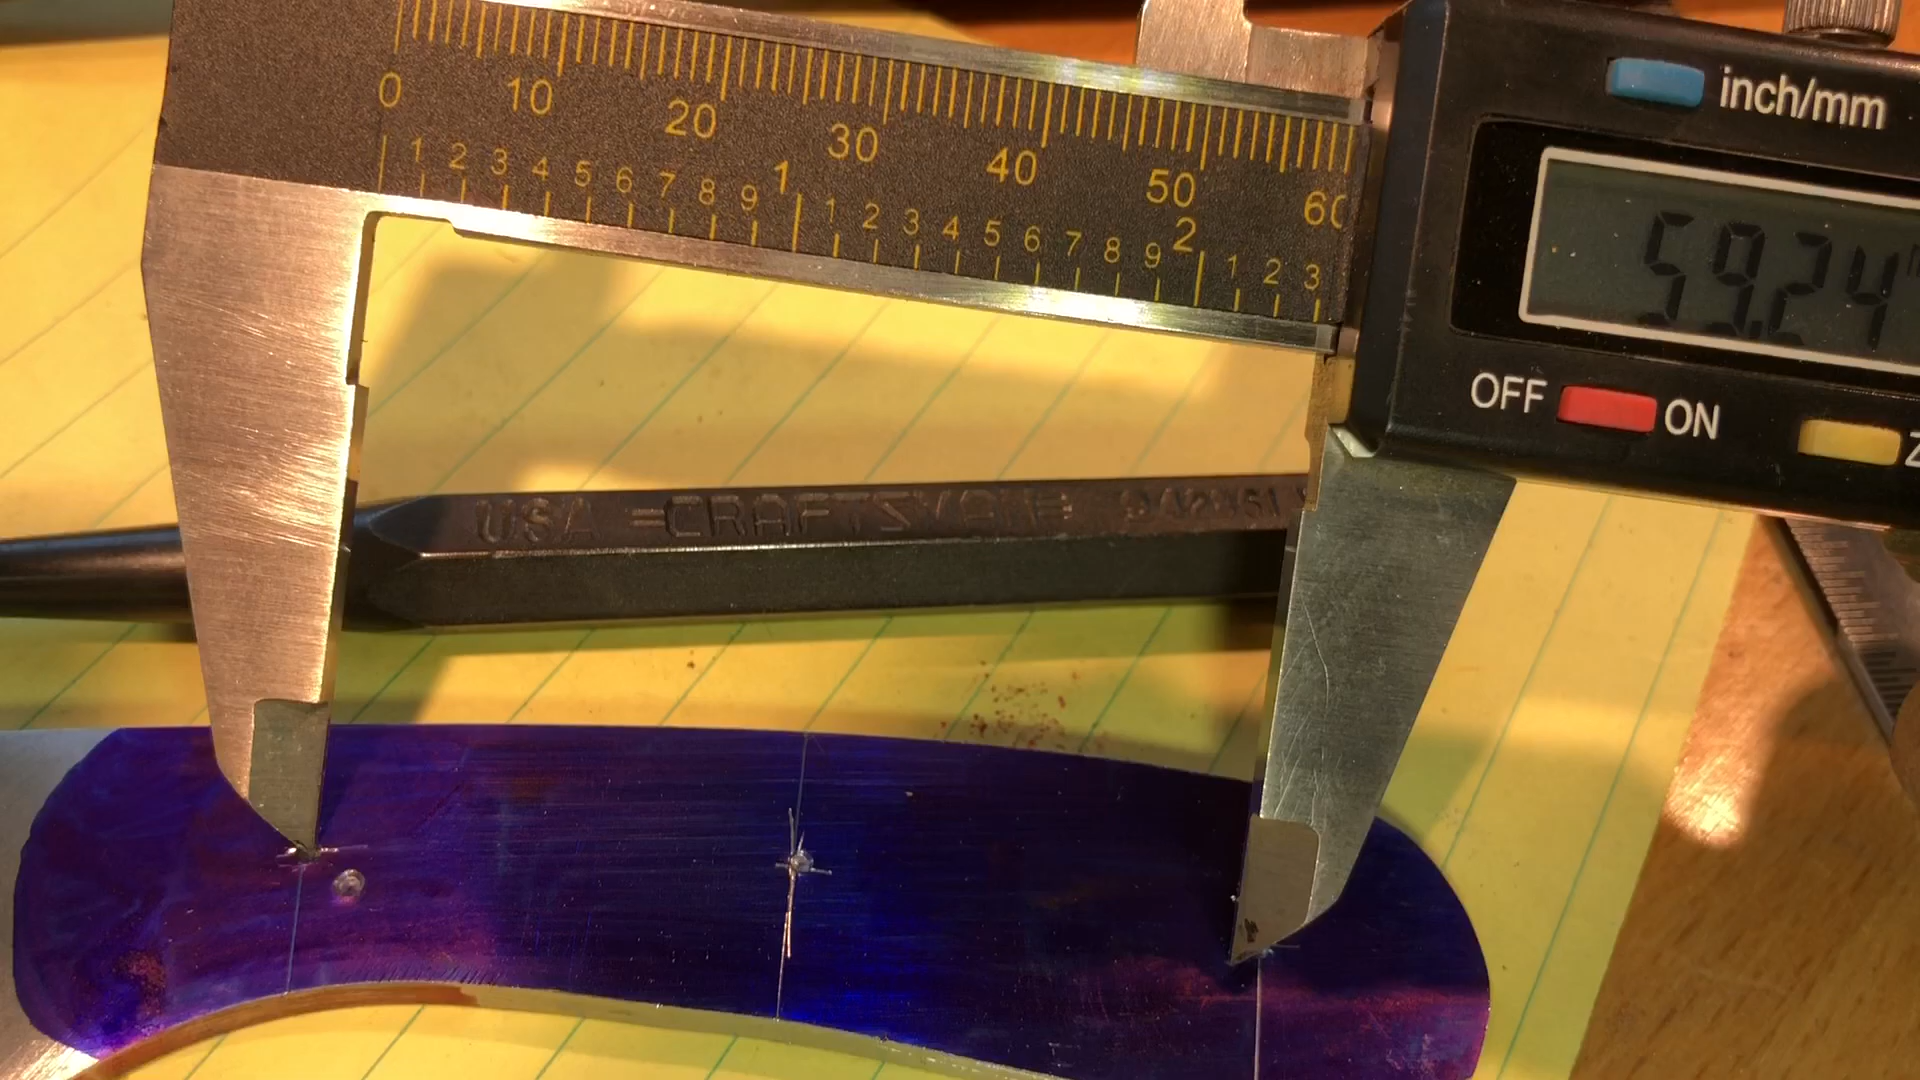 inch/mm
0 10 20 30 40 50 60
1 2 3 4 5 6 7 8 9 1 1 2 3 4 5 6 7 8 9 2 1 2 3
59.24
OFF ON
USA =CRAFTSMAN=